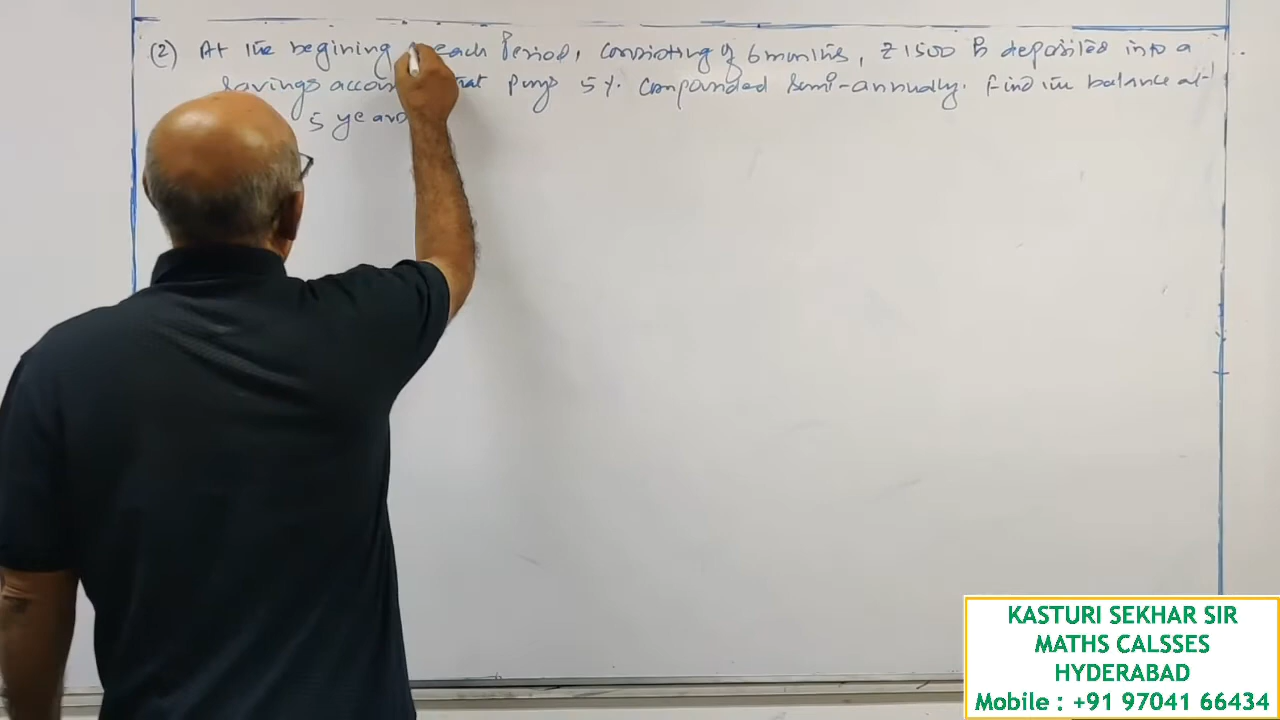 (2) At the begining each Period, Consisting of 6 months, ₹1500 is deposited into a
Savings account that pays 5% Compounded Semi-annually. Find the balance at
5 years
KASTURI SEKHAR SIR
MATHS CALSSES
HYDERABAD
Mobile : +91 97041 66434